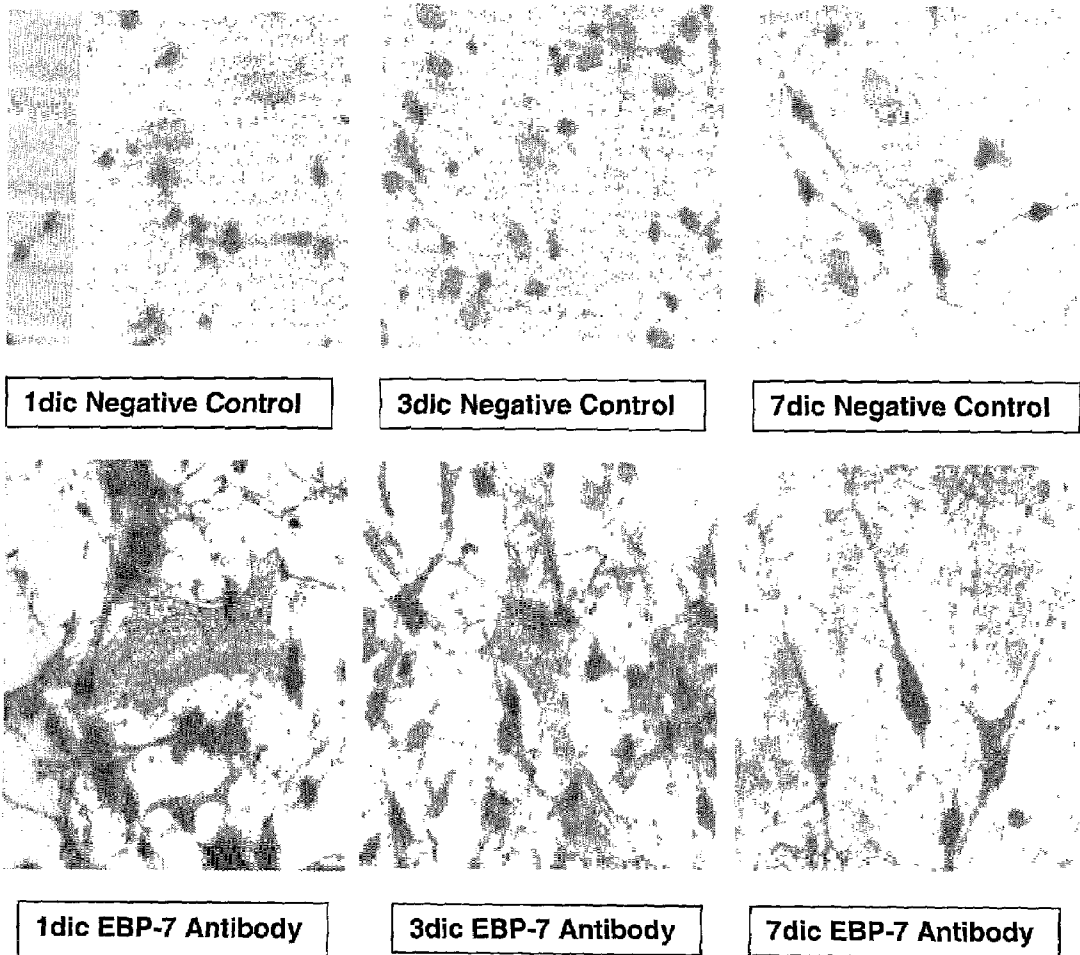 1dic Negative Control
3dic Negative Control
7dic Negative Control
1dic EBP-7 Antibody
3dic EBP-7 Antibody
7dic EBP-7 Antibody